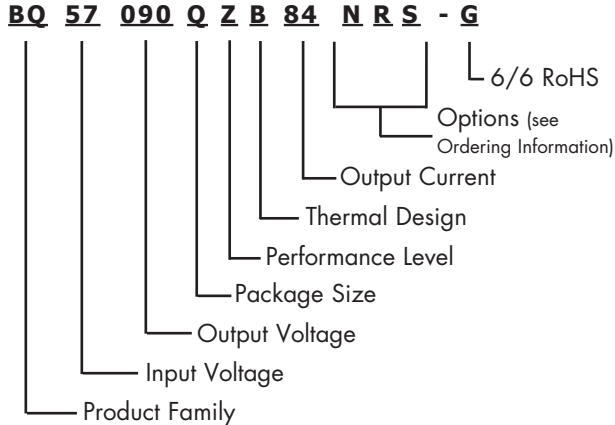 BQ 57 090 Q Z B 84 N R S - G
6/6 RoHS
Options (see
Ordering Information)
Output Current
Thermal Design
Performance Level
Package Size
Output Voltage
Input Voltage
Product Family